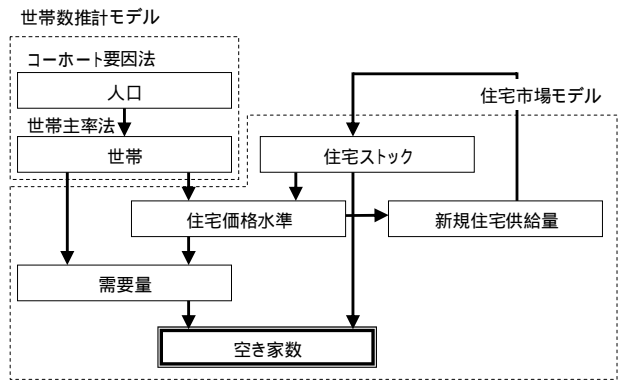 世帯数推計モデル
コーホート要因法
人口
住宅市場モデル
世帯主率法
世帯
住宅ストック
住宅価格水準
新規住宅供給量
需要量
空き家数